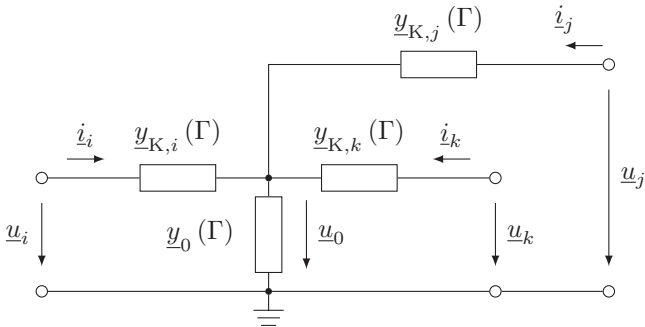 y_K,j (Γ)
i_j
i_i
y_K,i (Γ)
y_K,k (Γ)
i_k
u_i
y_0 (Γ)
u_0
u_k
u_j